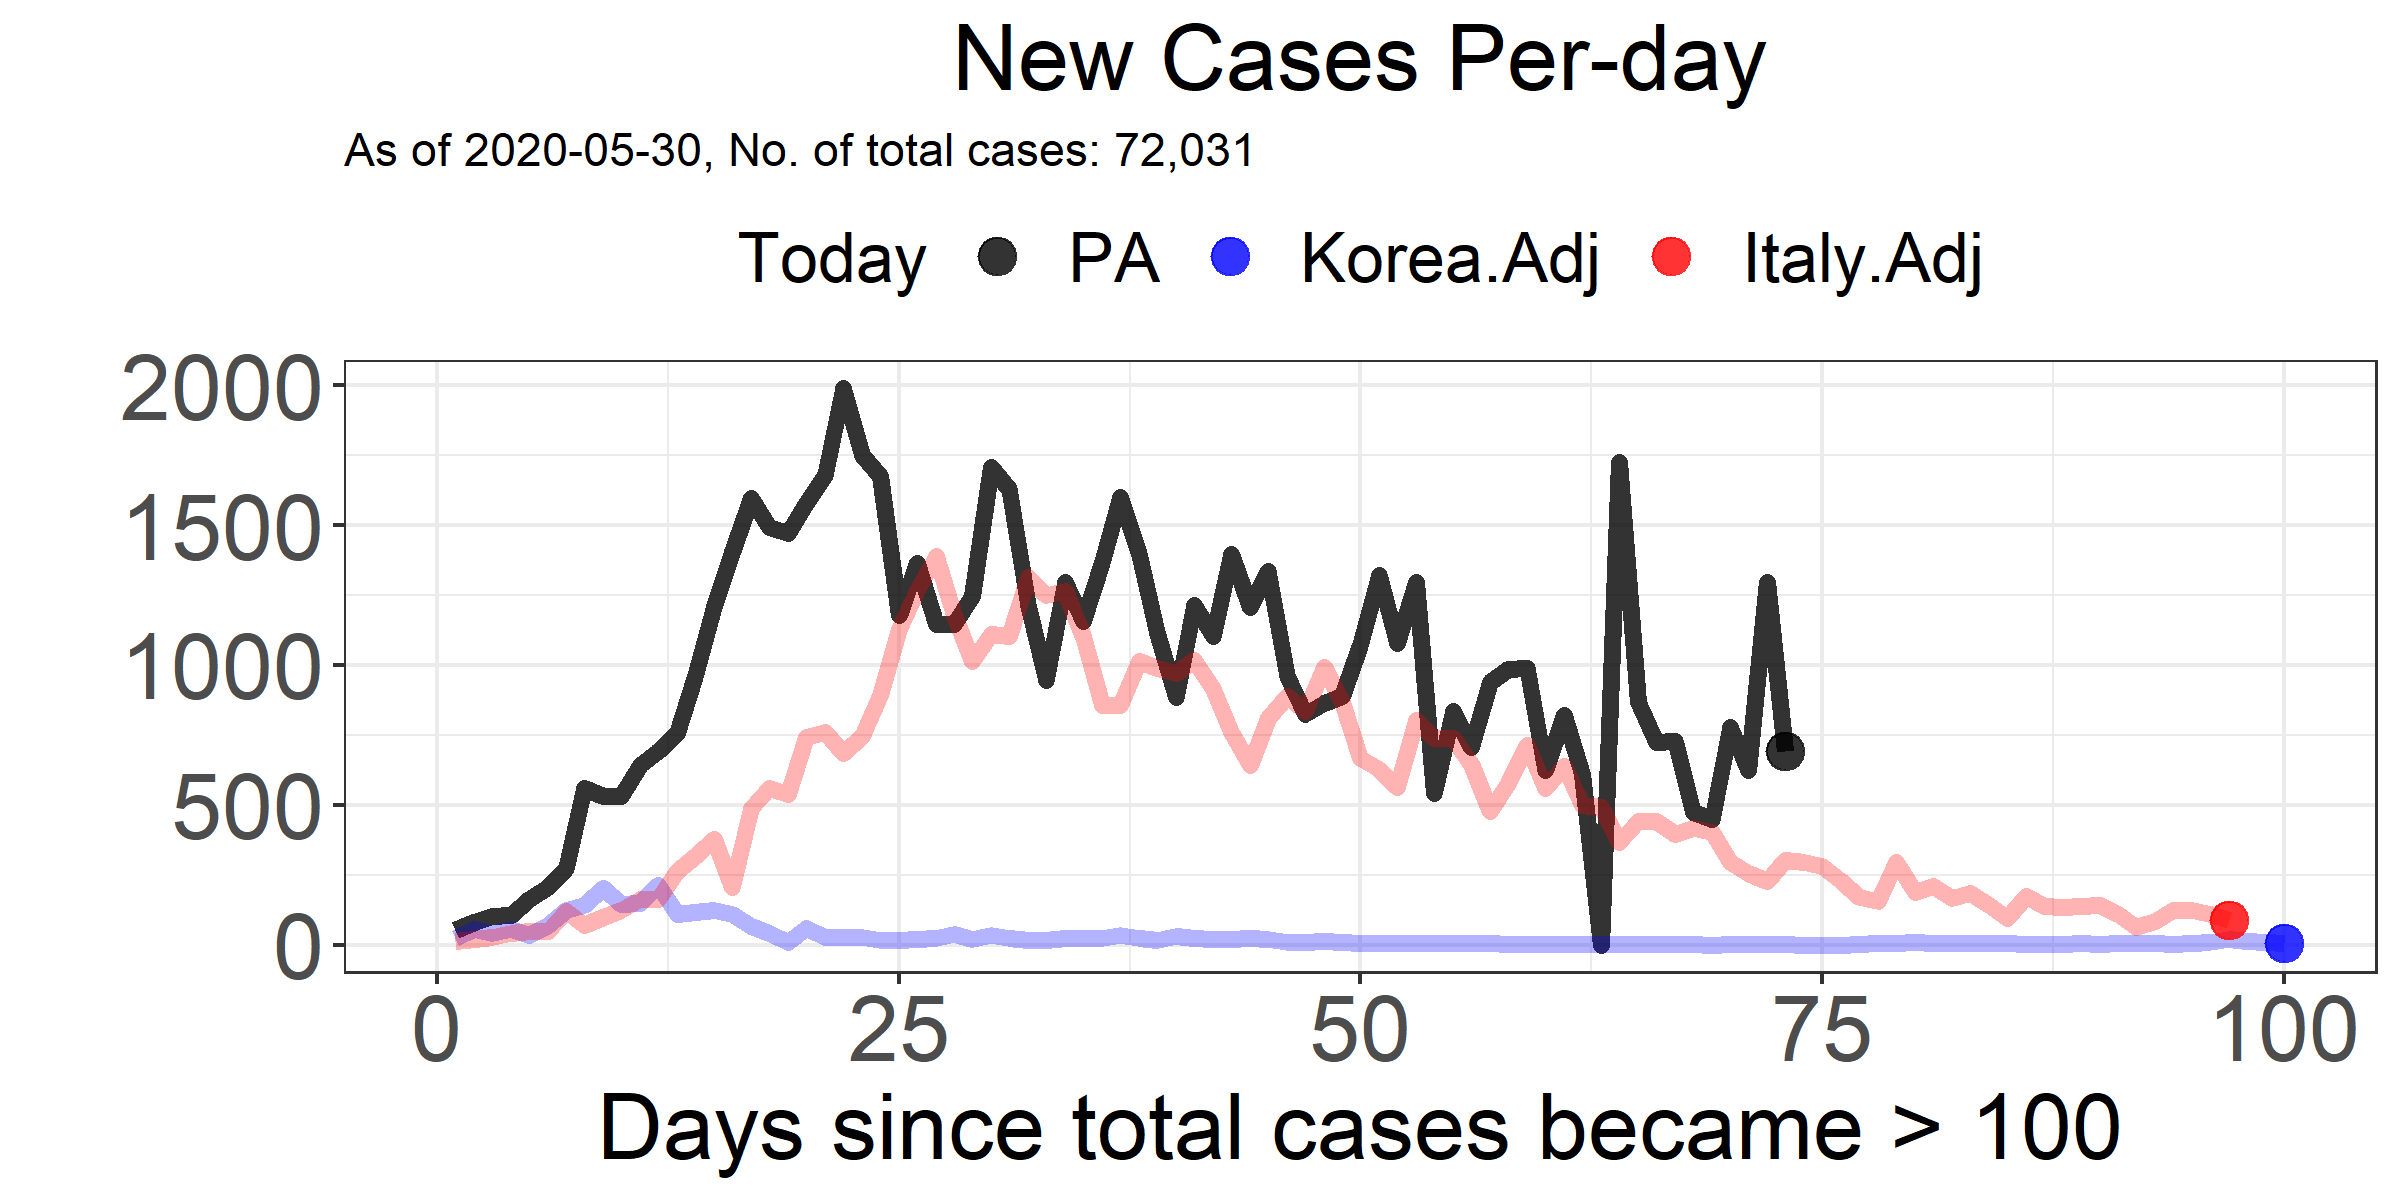 New Cases Per-day
As of 2020-05-30, No. of total cases: 72,031
Today PA Korea.Adj Italy.Adj
2000
1500
1000
500
0
0 25 50 75 100
Days since total cases became > 100